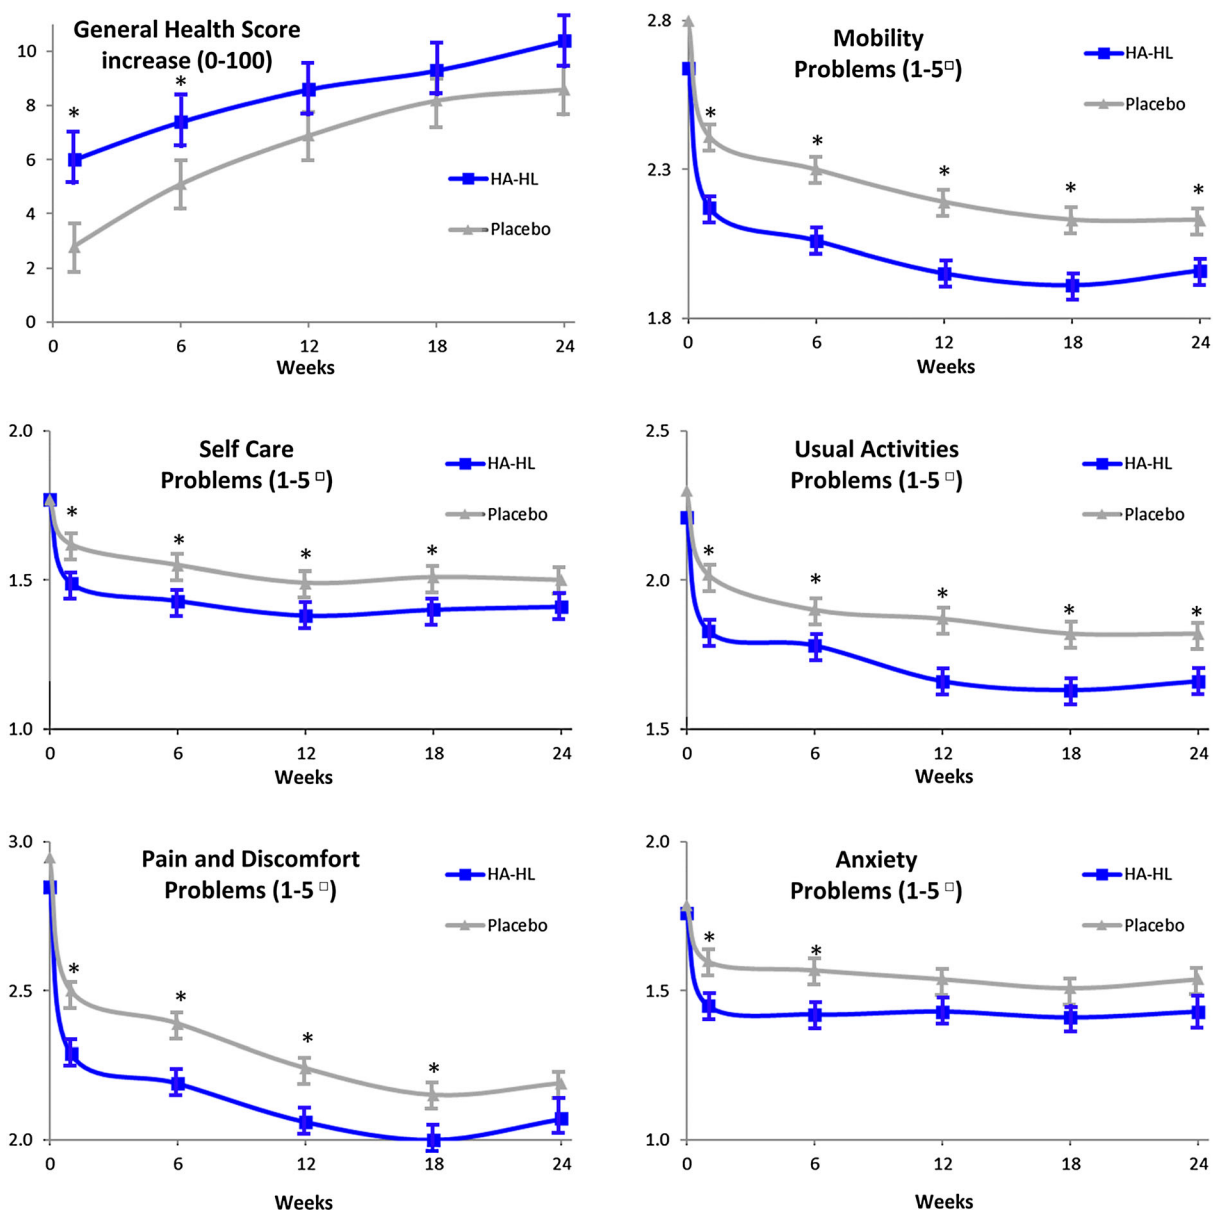 General Health Score
increase (0-100)
10
8
6
4
2
0
*
*
HA-HL
Placebo
0 6 12 18 24
Weeks
Mobility
Problems (1-5□)
2.8
2.3
1.8
*
*
*
*
*
HA-HL
Placebo
0 6 12 18 24
Weeks
Self Care
Problems (1-5 □)
2.0
1.5
1.0
*
*
*
*
HA-HL
Placebo
0 6 12 18 24
Weeks
Usual Activities
Problems (1-5 □)
2.5
2.0
1.5
*
*
*
*
*
HA-HL
Placebo
0 6 12 18 24
Weeks
Pain and Discomfort
Problems (1-5 □)
3.0
2.5
2.0
*
*
*
*
HA-HL
Placebo
0 6 12 18 24
Weeks
Anxiety
Problems (1-5 □)
2.0
1.5
1.0
*
*
HA-HL
Placebo
0 6 12 18 24
Weeks